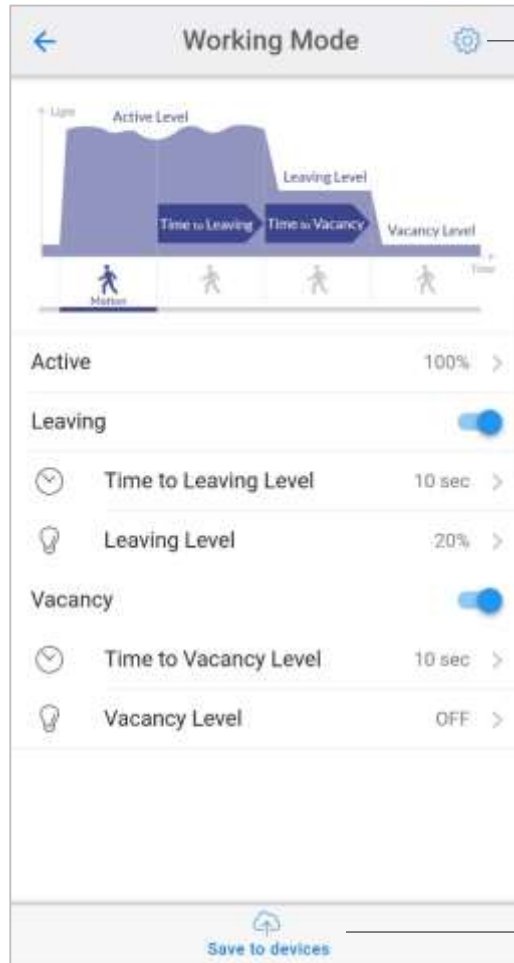 Working Mode
Light
Active Level
Leaving Level
Time to Leaving
Time to Vacancy
Vacancy Level
Time
Motion
Active 100%
Leaving
Time to Leaving Level 10 sec
Leaving Level 20%
Vacancy
Time to Vacancy Level 10 sec
Vacancy Level OFF
Save to devices